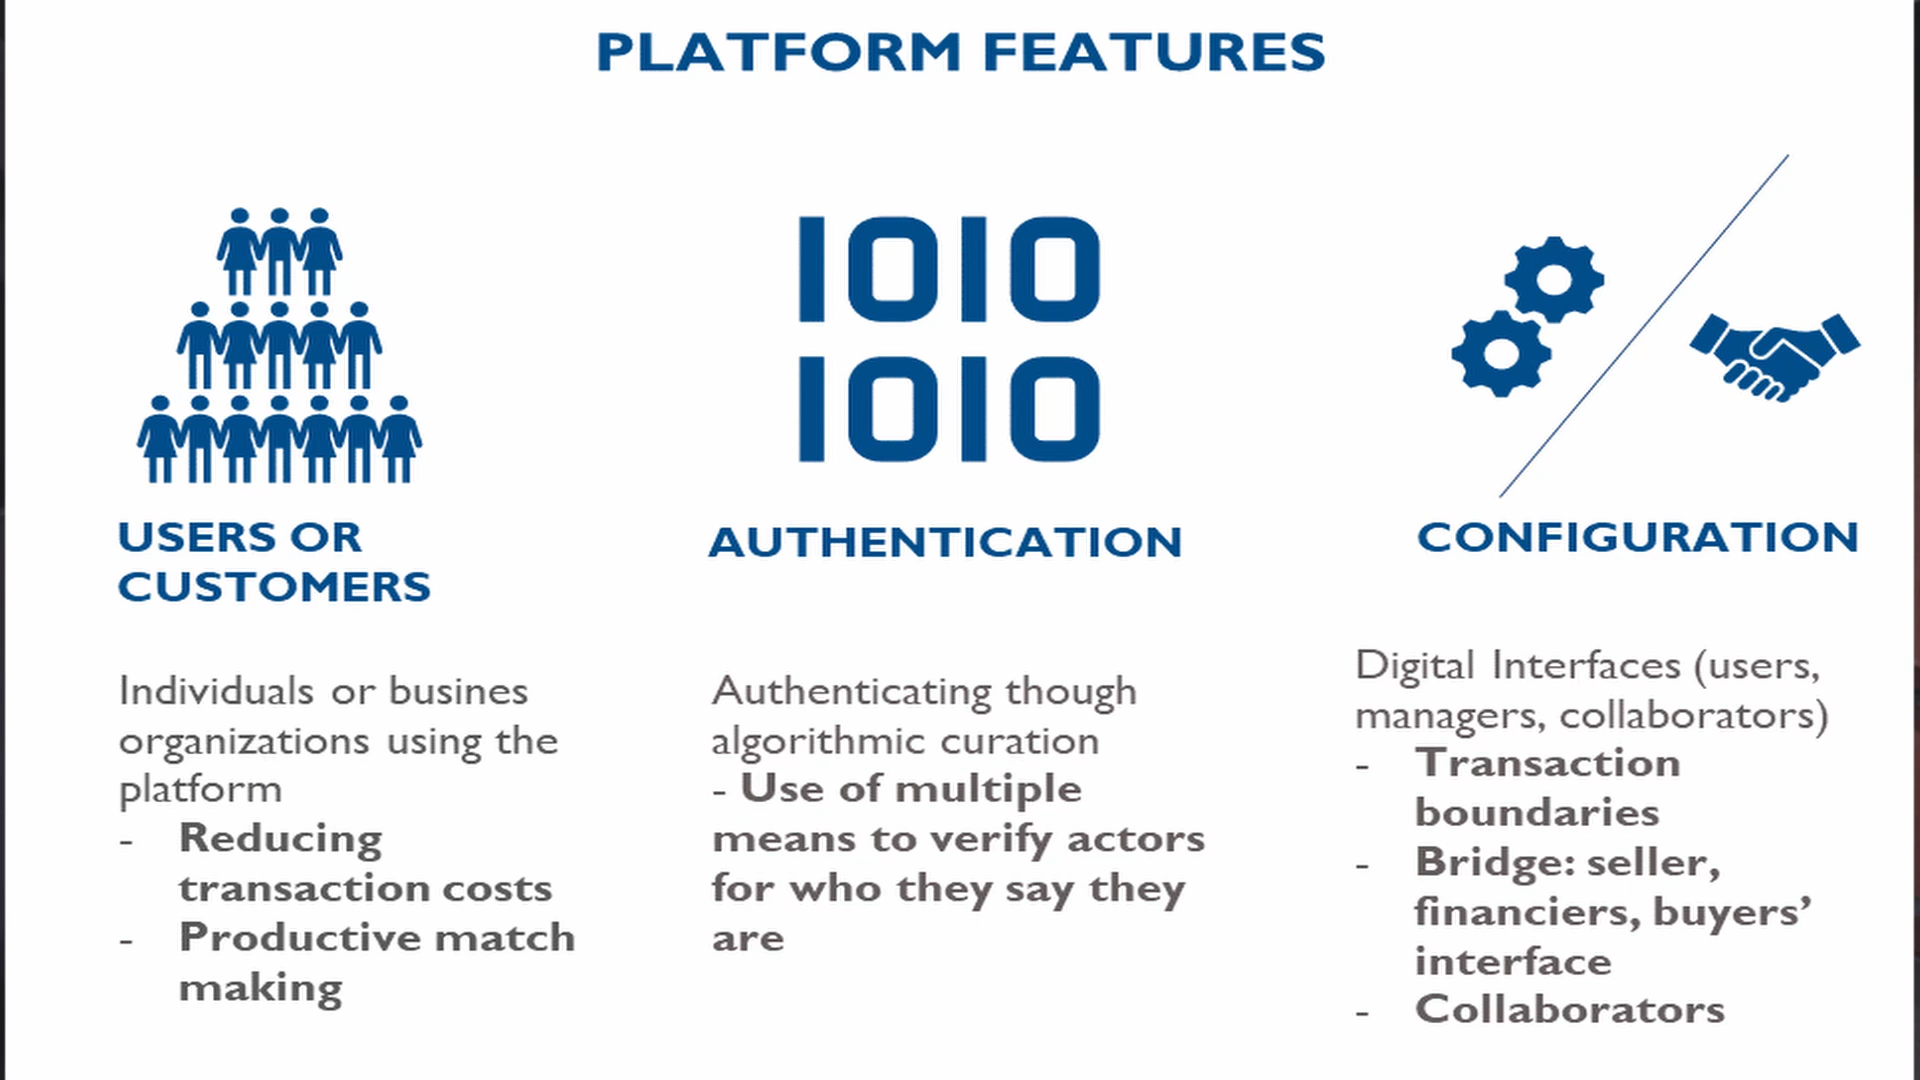 PLATFORM FEATURES
IOIO
IOIO
USERS OR
CUSTOMERS
Individuals or busines
organizations using the
platform
- Reducing
transaction costs
- Productive match
making
AUTHENTICATION
Authenticating though
algorithmic curation
- Use of multiple
means to verify actors
for who they say they
are
CONFIGURATION
Digital Interfaces (users,
managers, collaborators)
- Transaction
boundaries
- Bridge: seller,
financiers, buyers’
interface
- Collaborators